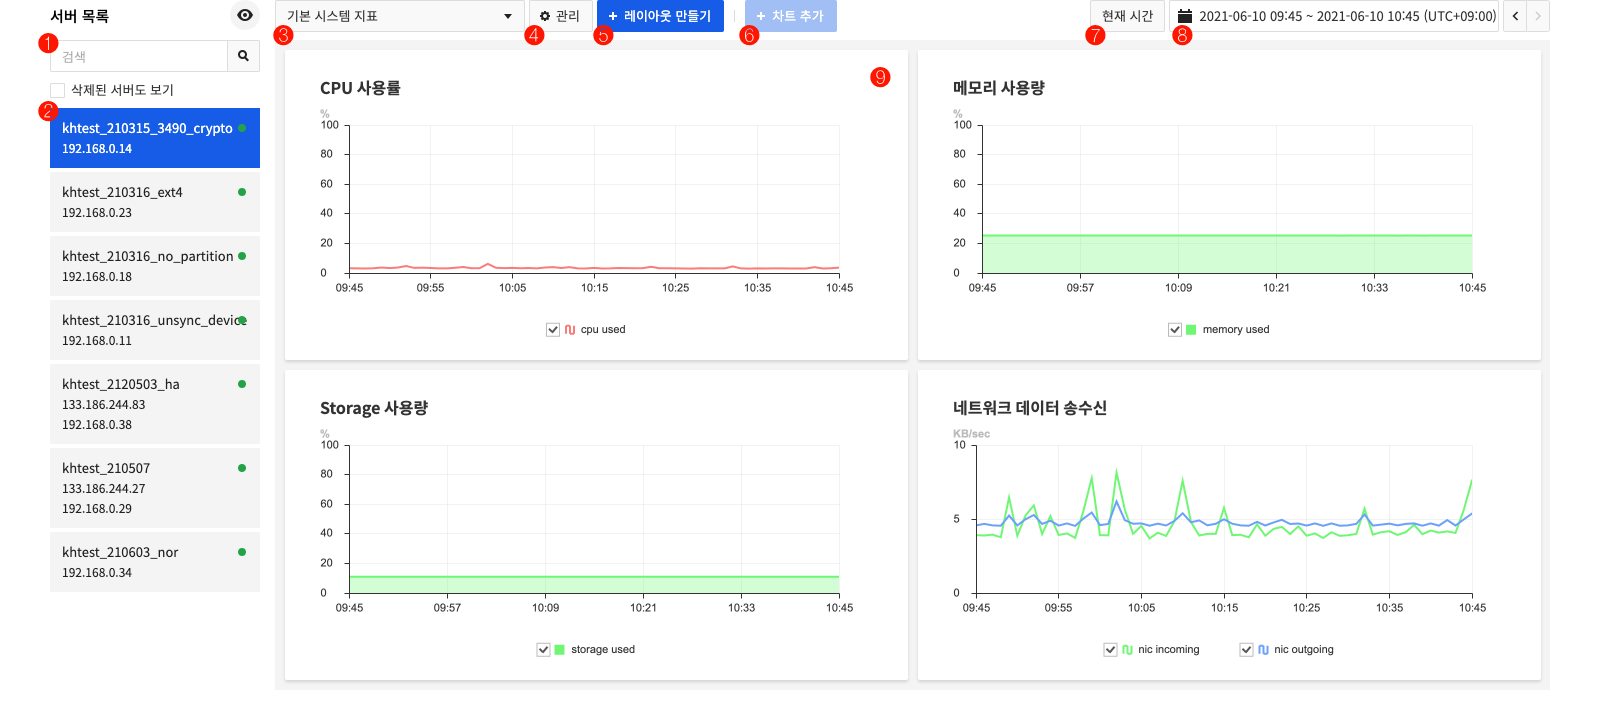 서버 목록
1
검색
삭제된 서버도 보기
2
khtest_210315_3490_crypto
192.168.0.14
khtest_210316_ext4
192.168.0.23
khtest_210316_no_partition
192.168.0.18
khtest_210316_unsync_device
192.168.0.11
khtest_2120503_ha
133.186.244.83
192.168.0.38
khtest_210507
133.186.244.27
192.168.0.29
khtest_210603_nor
192.168.0.34
기본 시스템 지표 관리 + 레이아웃 만들기 + 차트 추가 현재 시간 2021-06-10 09:45 ~ 2021-06-10 10:45 (UTC+09:00) < >
3 4 5 6 7 8
CPU 사용률 9
%
100
80
60
40
20
0
09:45 09:55 10:05 10:15 10:25 10:35 10:45
cpu used
메모리 사용량
%
100
80
60
40
20
0
09:45 09:57 10:09 10:21 10:33 10:45
memory used
Storage 사용량
%
100
80
60
40
20
0
09:45 09:57 10:09 10:21 10:33 10:45
storage used
네트워크 데이터 송수신
KB/sec
10
5
0
09:45 09:55 10:05 10:15 10:25 10:35 10:45
nic incoming nic outgoing